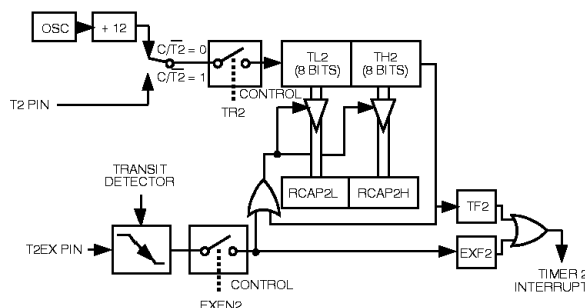 OSC
÷ 12
C/T2 = 0
C/T2 = 1
T2 PIN
CONTROL
TR2
TL2
(8 BITS)
TH2
(8 BITS)
RCAP2L
RCAP2H
TRANSIT
DETECTOR
T2EX PIN
CONTROL
EXEN2
TF2
EXF2
TIMER 2
INTERRUPT